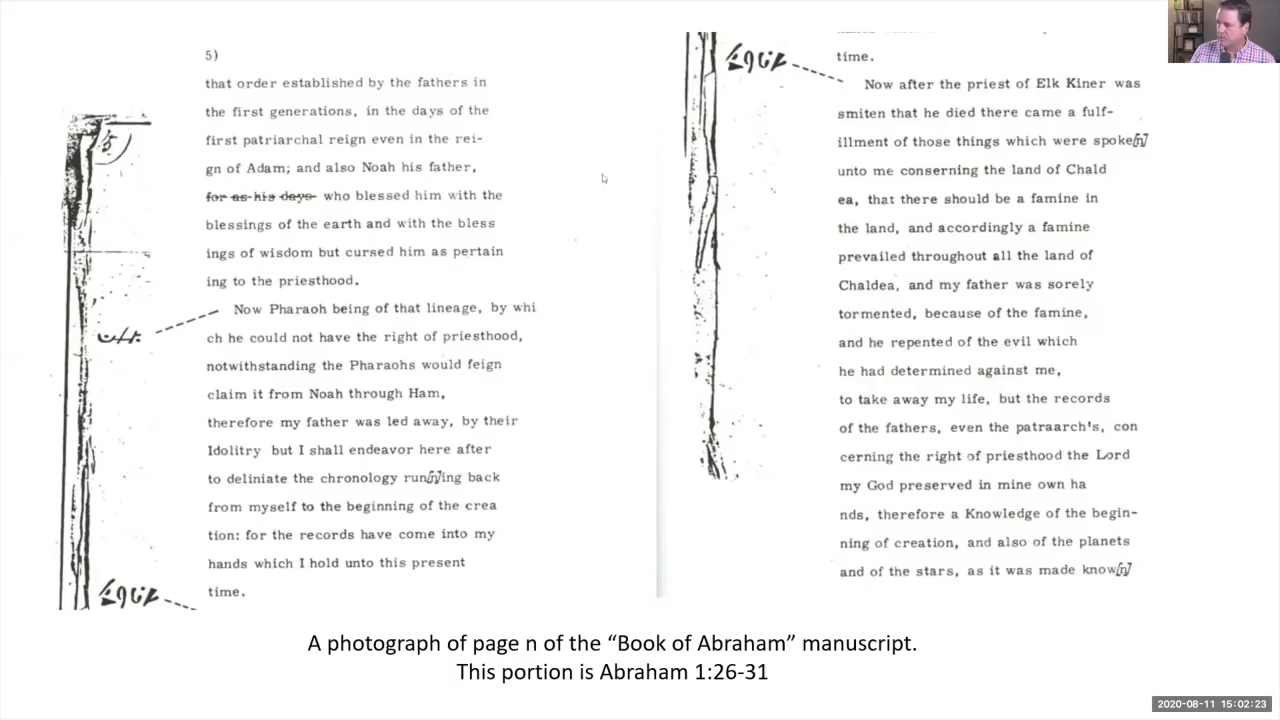 5)
that order established by the fathers in
the first generations, in the days of the
first patriarchal reign even in the rei-
gn of Adam; and also Noah his father,
for as his days who blessed him with the
blessings of the earth and with the bless
ings of wisdom but cursed him as pertain
ing to the priesthood.
Now Pharaoh being of that lineage, by whi
ch he could not have the right of priesthood,
notwithstanding the Pharaohs would feign
claim it from Noah through Ham,
therefore my father was led away, by their
Idolitry but I shall endeavor here after
to deliniate the chronology run[n]ing back
from myself to the beginning of the crea
tion: for the records have come into my
hands which I hold unto this present
time.
5
time.
Now after the priest of Elk Kiner was
smiten that he died there came a fulf-
illment of those things which were spoke[n]
unto me conserning the land of Chald
ea, that there should be a famine in
the land, and accordingly a famine
prevailed throughout all the land of
Chaldea, and my father was sorely
tormented, because of the famine,
and he repented of the evil which
he had determined against me,
to take away my life, but the records
of the fathers, even the patraarch's, con
cerning the right of priesthood the Lord
my God preserved in mine own ha
nds, therefore a Knowledge of the begin-
ning of creation, and also of the planets
and of the stars, as it was made know[n]
A photograph of page n of the “Book of Abraham” manuscript.
This portion is Abraham 1:26-31
2020-08-11 15:02:23